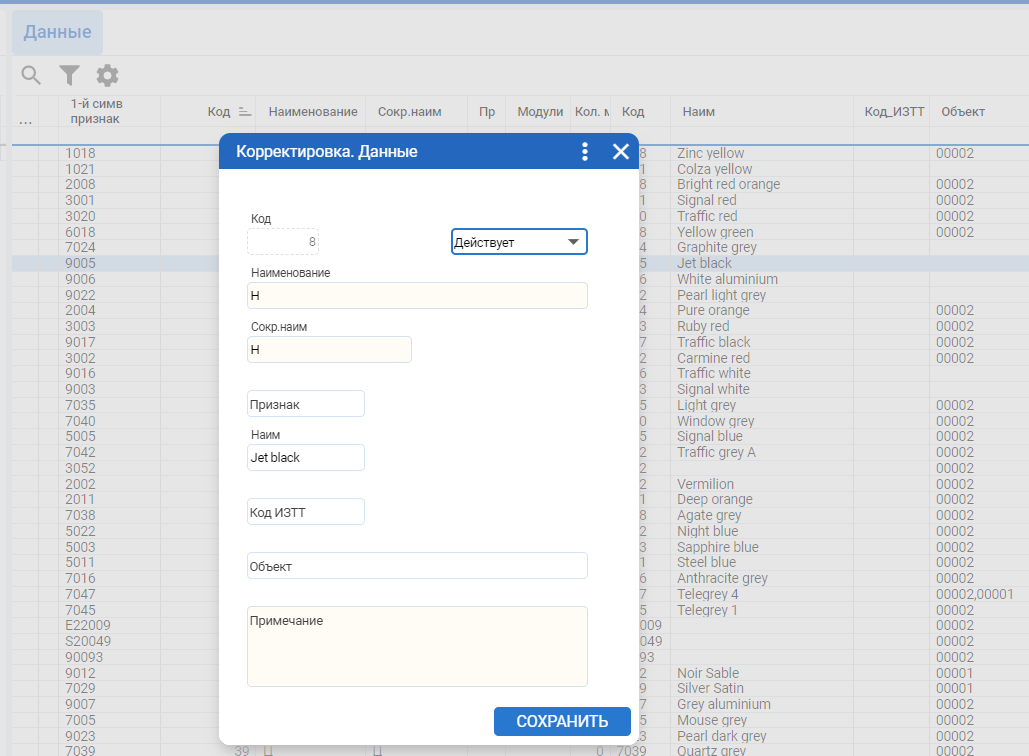 Данные
1-й симв признак Код Наименование Сокр.наим Пр Модули Кол. м Код Наим Код_ИЗТТ Объект
...
Корректировка. Данные
Код
8
Действует
Наименование
Н
Сокр.наим
Н
Признак
Наим
Jet black
Код ИЗТТ
Объект
Примечание
СОХРАНИТЬ
1018 8 Zinc yellow 00002
1021 1 Colza yellow
2008 8 Bright red orange 00002
3001 1 Signal red 00002
3020 0 Traffic red 00002
6018 8 Yellow green 00002
7024 4 Graphite grey
9005 5 Jet black
9006 6 White aluminium
9022 2 Pearl light grey
2004 4 Pure orange 00002
3003 3 Ruby red 00002
9017 7 Traffic black 00002
3002 2 Carmine red 00002
9016 6 Traffic white
9003 3 Signal white
7035 5 Light grey 00002
7040 0 Window grey 00002
5005 5 Signal blue 00002
7042 2 Traffic grey A 00002
3052 2 00002
2002 2 Vermilion 00002
2011 1 Deep orange 00002
7038 8 Agate grey 00002
5022 2 Night blue 00002
5003 3 Sapphire blue 00002
5011 1 Steel blue 00002
7016 6 Anthracite grey 00002
7047 7 Telegrey 4 00002,00001
7045 5 Telegrey 1 00002
E22009 009 00002
S20049 049 00002
90093 93 00002
9012 2 Noir Sable 00001
7029 9 Silver Satin 00001
9007 7 Grey aluminium 00002
7005 5 Mouse grey 00002
9023 3 Pearl dark grey 00002
7039 39 Ц Ц 0 7039 Quartz grey 00002